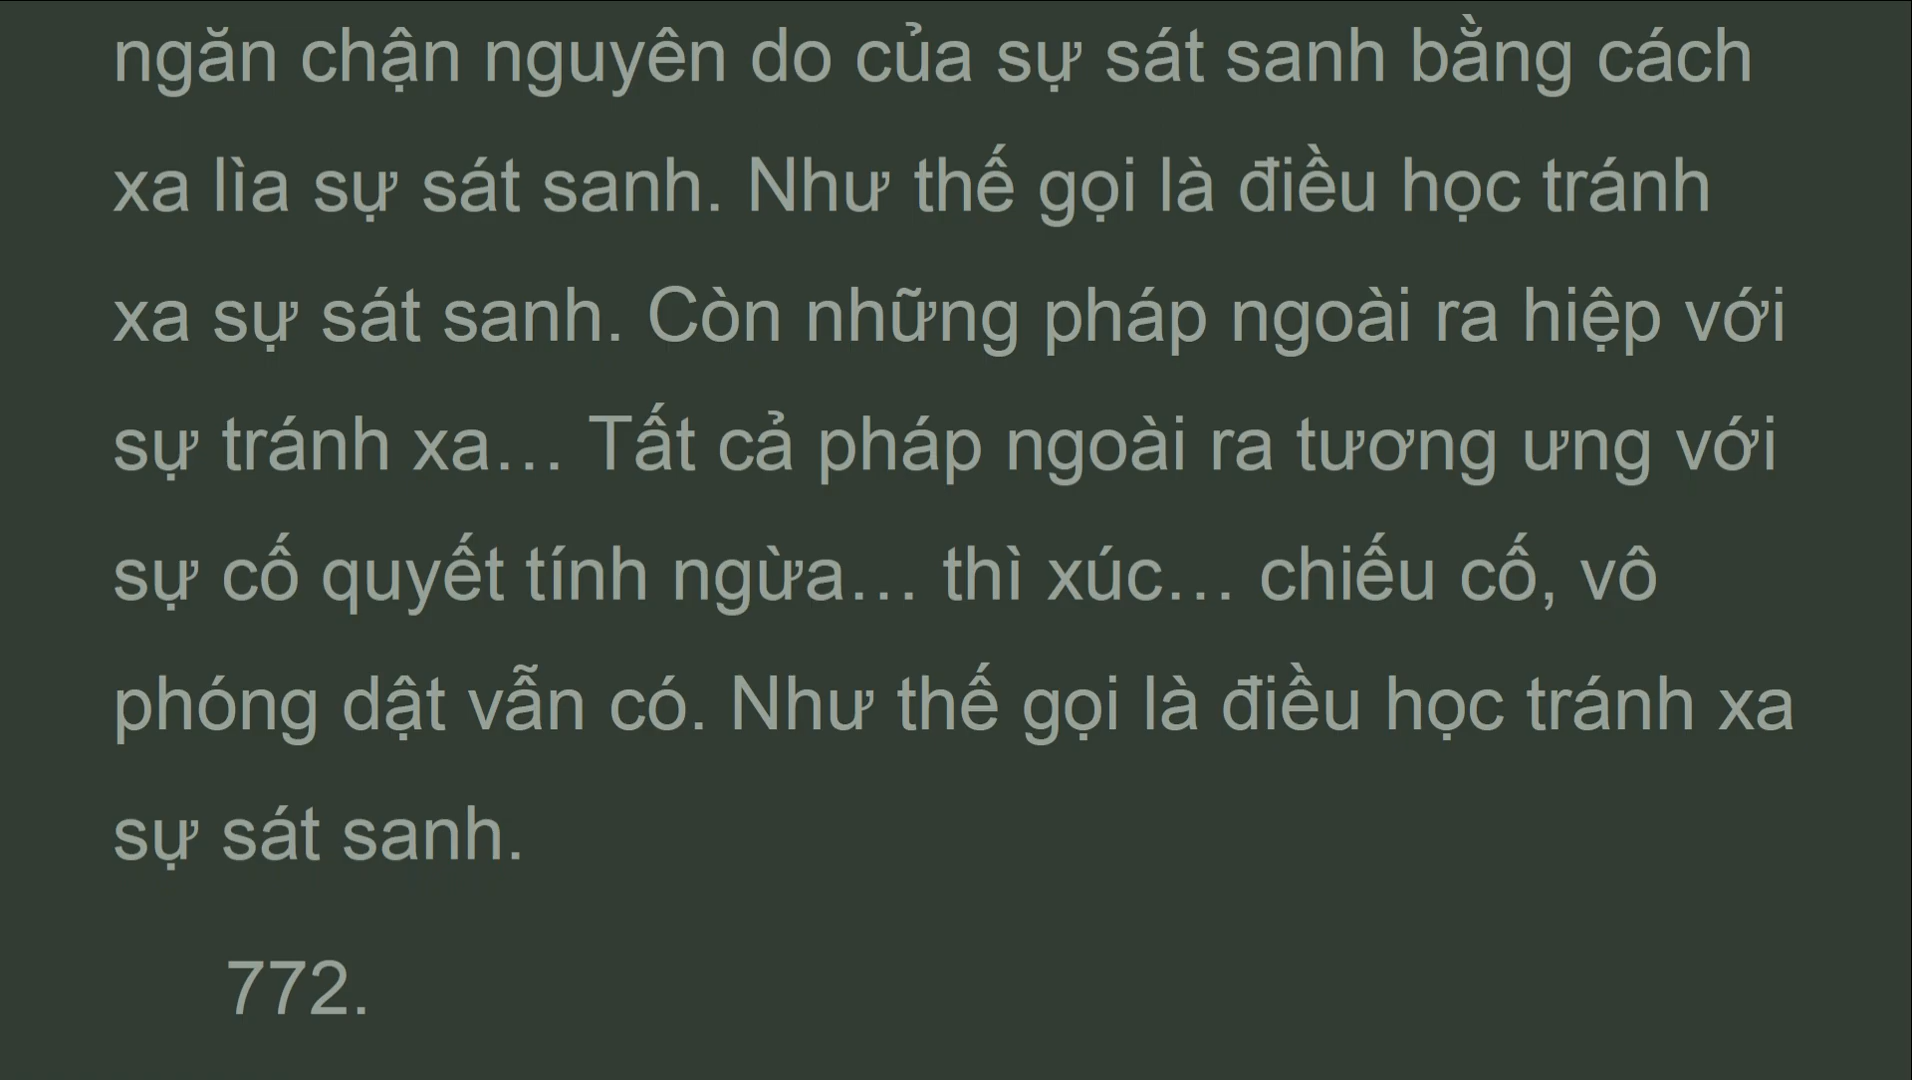 ngăn chận nguyên do của sự sát sanh bằng cách
xa lìa sự sát sanh. Như thế gọi là điều học tránh
xa sự sát sanh. Còn những pháp ngoài ra hiệp với
sự tránh xa… Tất cả pháp ngoài ra tương ưng với
sự cố quyết tính ngừa… thì xúc… chiếu cố, vô
phóng dật vẫn có. Như thế gọi là điều học tránh xa
sự sát sanh.
772.